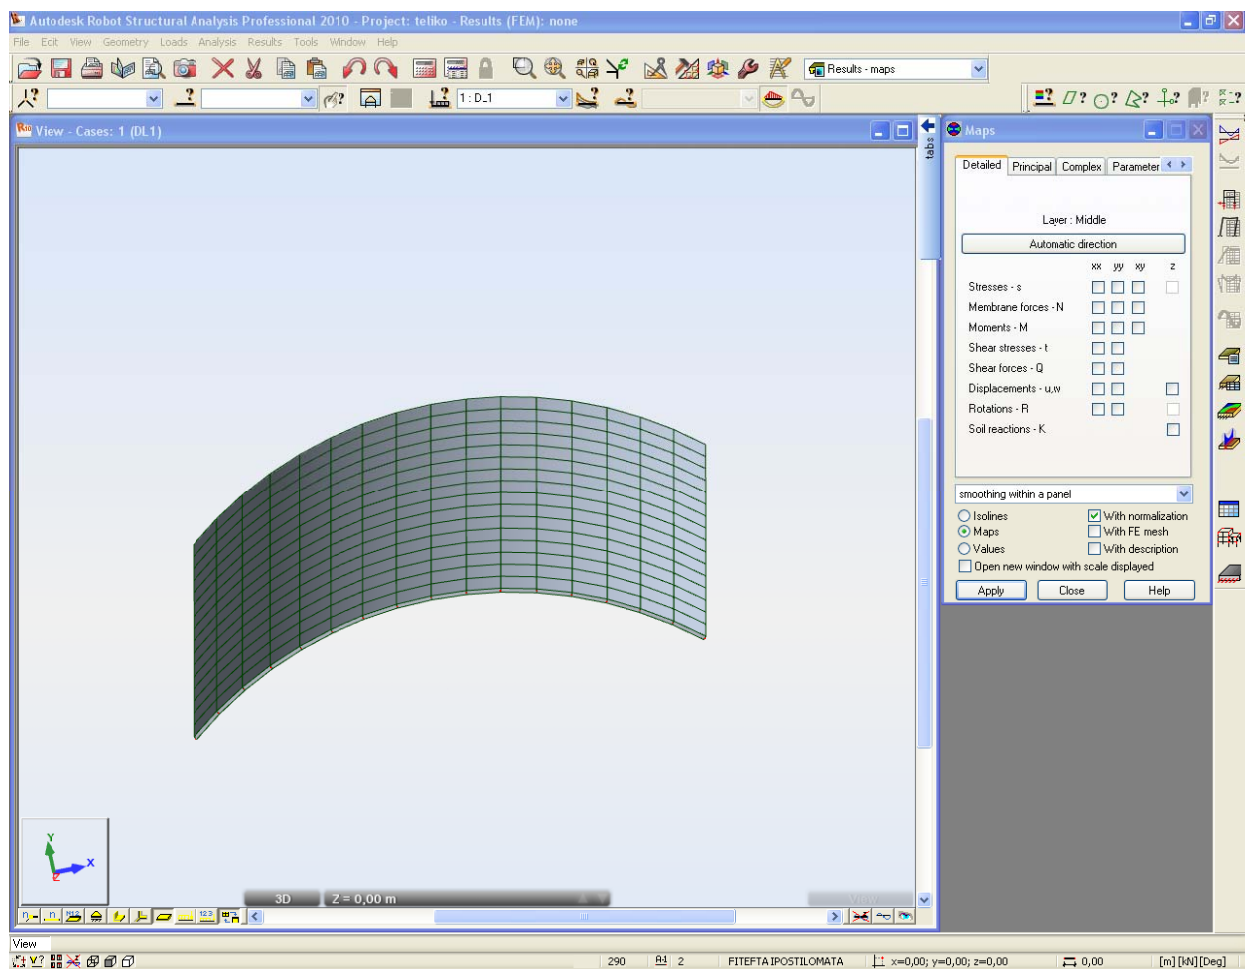 Autodesk Robot Structural Analysis Professional 2010 - Project: teliko - Results (FEM): none
File Edit View Geometry Loads Analysis Results Tools Window Help
Results - maps
1 : DL1
View - Cases: 1 (DL1)
tabs
Maps
Detailed Principal Complex Parameter
Layer : Middle
Automatic direction
xx yy xy z
Stresses - s
Membrane forces - N
Moments - M
Shear stresses - t
Shear forces - Q
Displacements - u,w
Rotations - R
Soil reactions - K
smoothing within a panel
Isolines With normalization
Maps With FE mesh
Values With description
Open new window with scale displayed
Apply Close Help
Y
X
Z
3D Z = 0,00 m View
View
290 2 FITEFTA IPOSTILOMATA x=0,00; y=0,00; z=0,00 0,00 [m] [kN] [Deg]